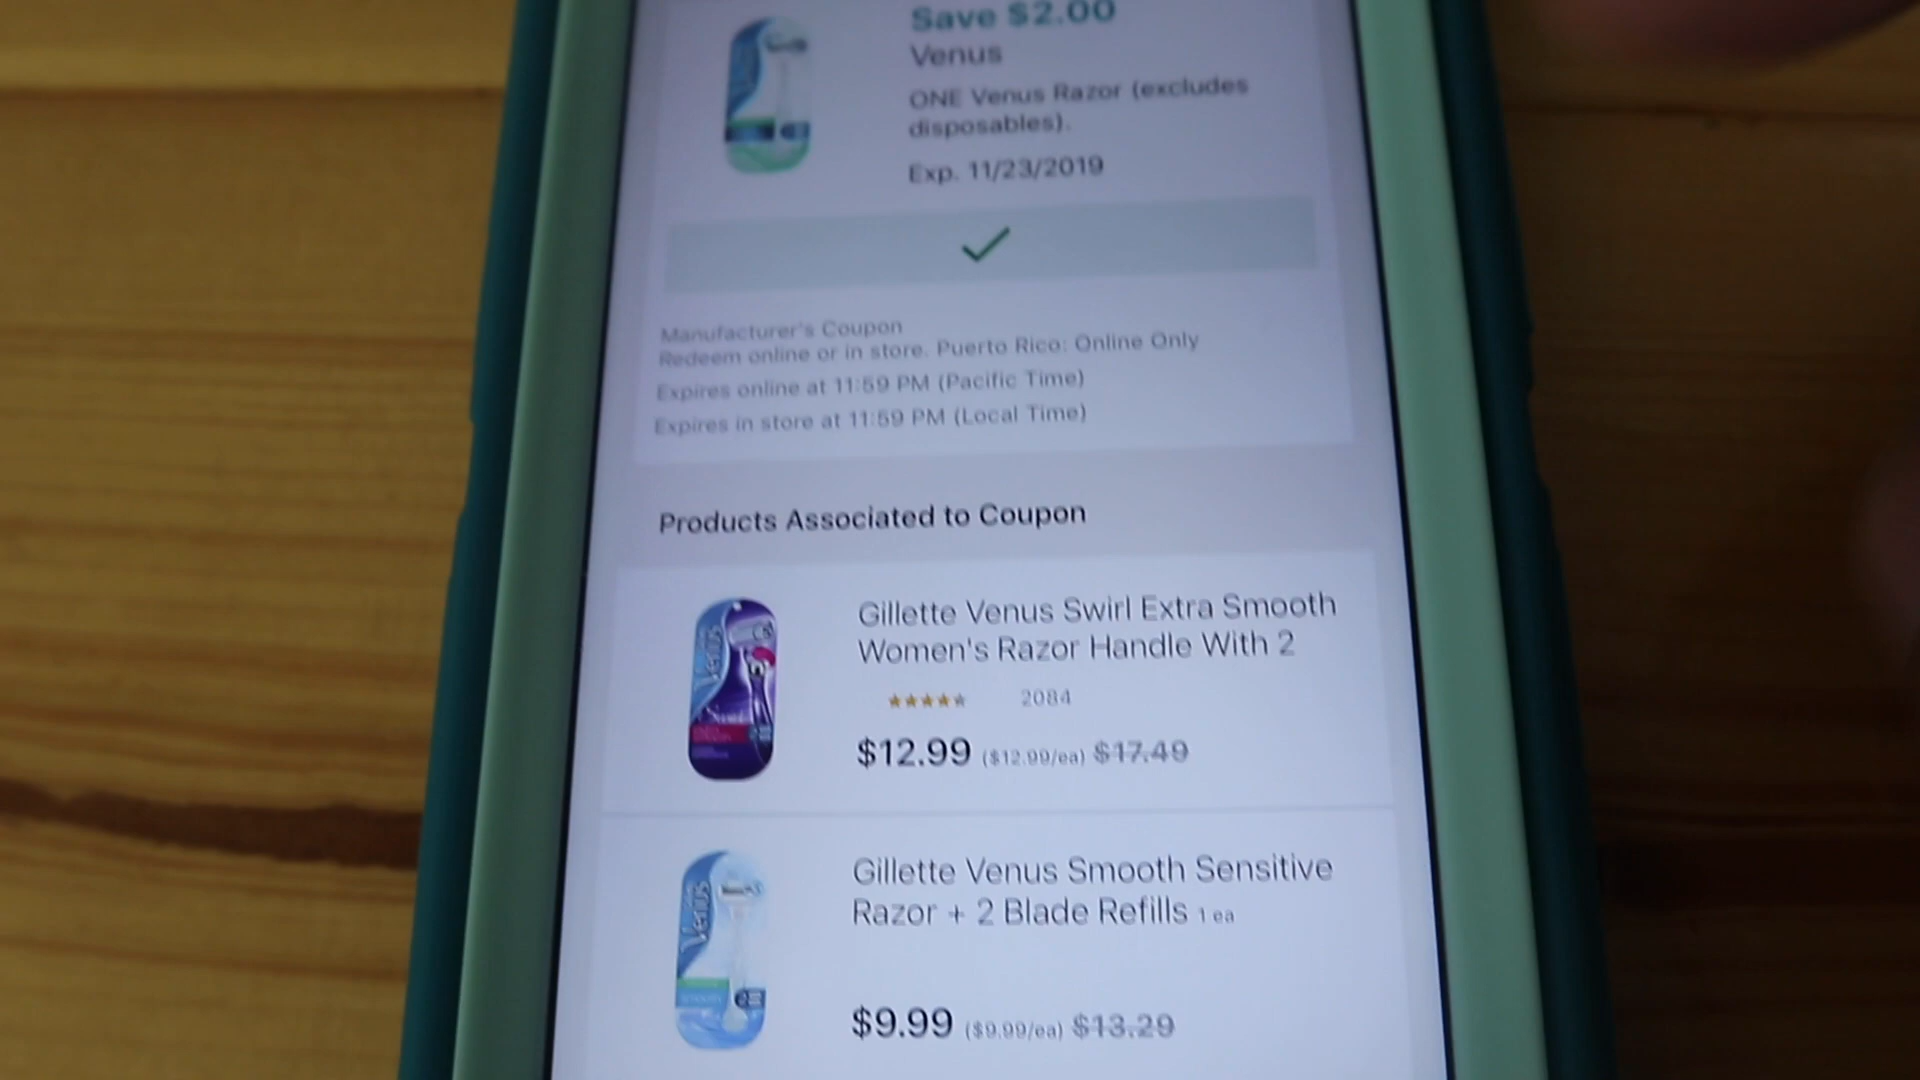 Save $2.00
Venus
ONE Venus Razor (excludes
disposables).
Exp. 11/23/2019
Manufacturer's Coupon
Redeem online or in store. Puerto Rico: Online Only
Expires online at 11:59 PM (Pacific Time)
Expires in store at 11:59 PM (Local Time)
Products Associated to Coupon
Venus
Gillette Venus Swirl Extra Smooth
Women's Razor Handle With 2
2084
$12.99 ($12.99/ea) $17.49
Venus
Gillette Venus Smooth Sensitive
Razor + 2 Blade Refills 1 ea
$9.99 ($9.99/ea) $13.29